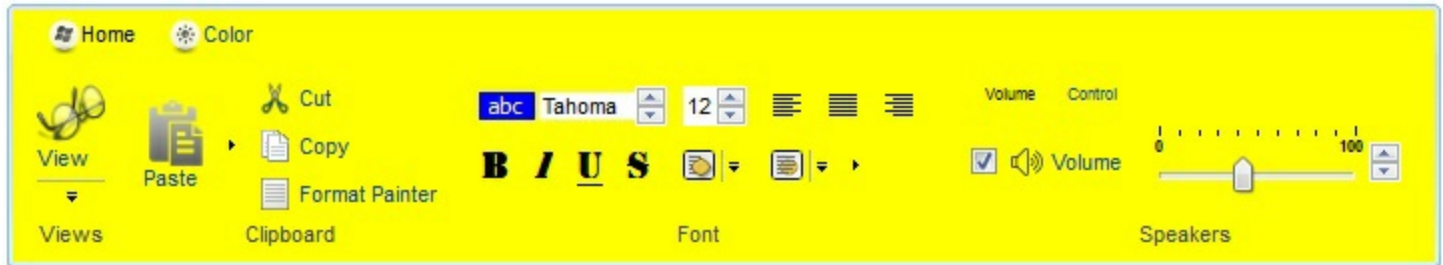 Home Color
View
Paste
Cut
Copy
Format Painter
Views
Clipboard
abc Tahoma 12
B I U S
Font
Volume Control
Volume
0 100
Speakers